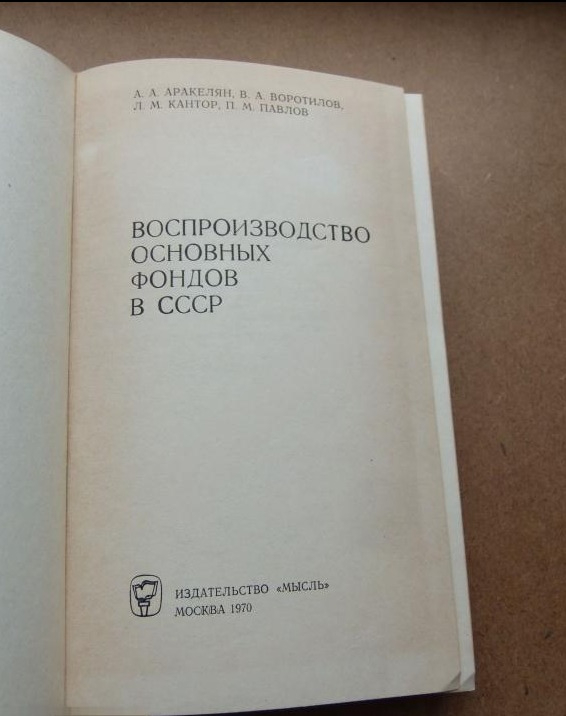 А. А. АРАКЕЛЯН, В. А. ВОРОТИЛОВ,
Л. М. КАНТОР, П. М. ПАВЛОВ
ВОСПРОИЗВОДСТВО
ОСНОВНЫХ
ФОНДОВ
В СССР
ИЗДАТЕЛЬСТВО «МЫСЛЬ»
МОСКВА 1970